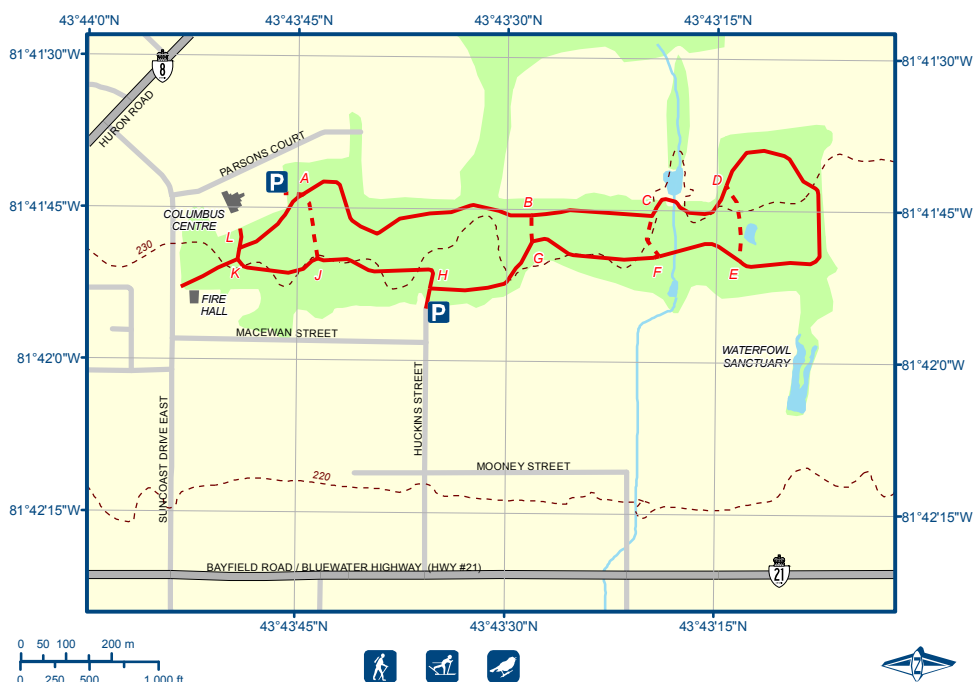 43°44'0"N 43°43'45"N 43°43'30"N 43°43'15"N
81°41'30"W 81°41'30"W
8
HURON ROAD
PARSONS COURT
P A
D
B C
81°41'45"W 81°41'45"W
COLUMBUS
CENTRE
L
230
G
K J H F E
FIRE
HALL
P
MACEWAN STREET
81°42'0"W 81°42'0"W
WATERFOWL
SANCTUARY
HUCKINS STREET
SUNCOAST DRIVE EAST
MOONEY STREET
220
81°42'15"W 81°42'15"W
BAYFIELD ROAD / BLUEWATER HIGHWAY (HWY #21)
21
43°43'45"N 43°43'30"N 43°43'15"N
0 50 100 200 m
0 250 500 1,000 ft
Z